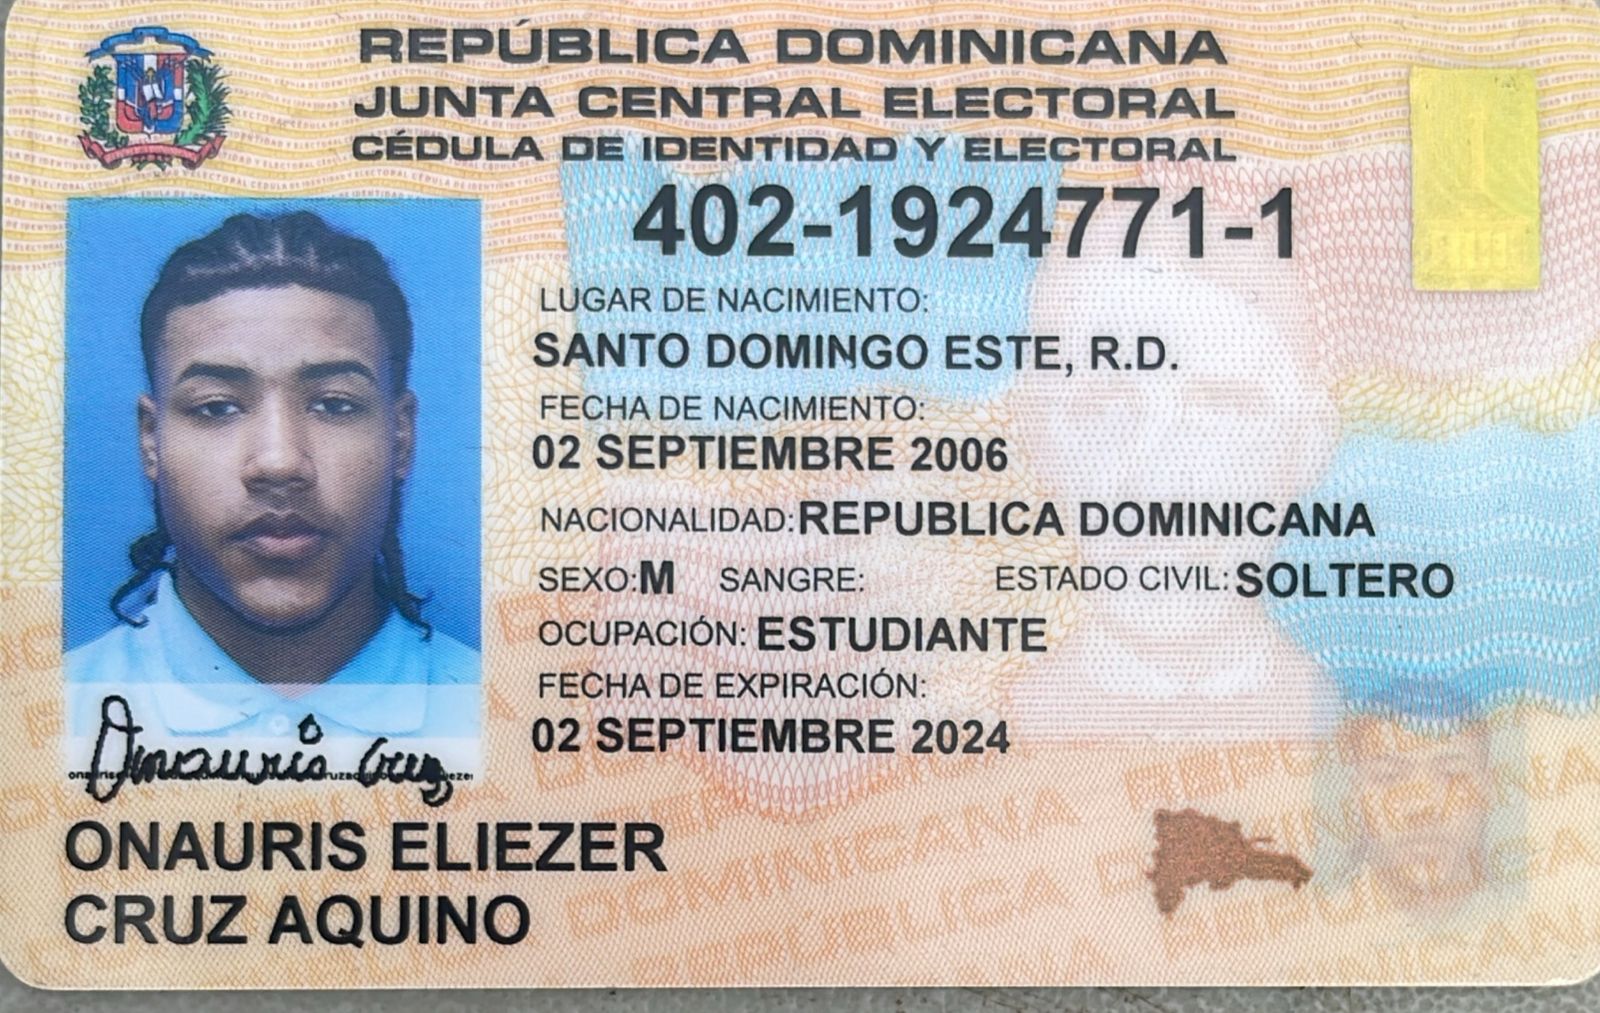 REPÚBLICA DOMINICANA
JUNTA CENTRAL ELECTORAL
CÉDULA DE IDENTIDAD Y ELECTORAL
402-1924771-1
LUGAR DE NACIMIENTO:
SANTO DOMINGO ESTE, R.D.
FECHA DE NACIMIENTO:
02 SEPTIEMBRE 2006
NACIONALIDAD: REPUBLICA DOMINICANA
SEXO: M SANGRE: ESTADO CIVIL: SOLTERO
OCUPACIÓN: ESTUDIANTE
FECHA DE EXPIRACIÓN:
02 SEPTIEMBRE 2024
Onauris Cruz
ONAURIS ELIEZER
CRUZ AQUINO